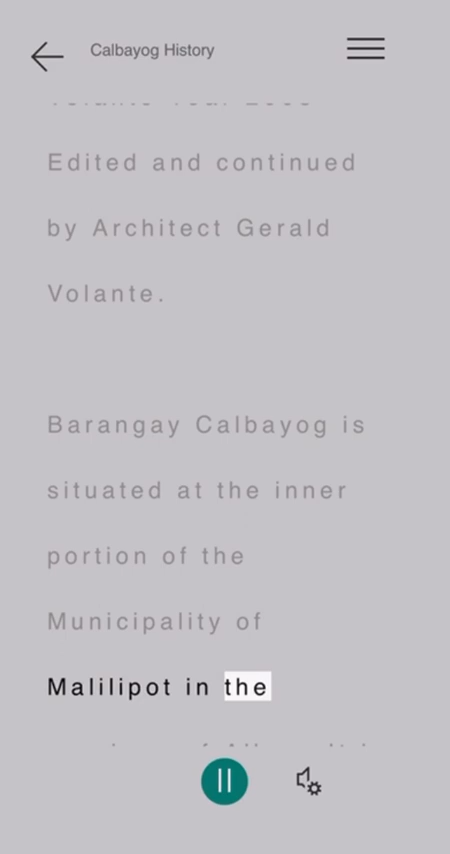 Calbayog History
Edited and continued
by Architect Gerald
Volante.
Barangay Calbayog is
situated at the inner
portion of the
Municipality of
Malilipot in the